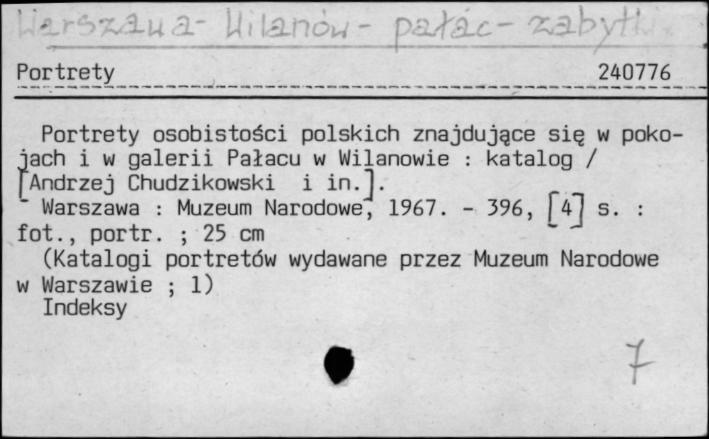 Warszawa - Wilanów - pałac - zabytki
Portrety 240776
Portrety osobistości polskich znajdujące się w poko-
jach i w galerii Pałacu w Wilanowie : katalog /
[Andrzej Chudzikowski i in.].
Warszawa : Muzeum Narodowe, 1967. - 396, [4] s. :
fot., portr. ; 25 cm
(Katalogi portretów wydawane przez Muzeum Narodowe
w Warszawie ; 1)
Indeksy
7